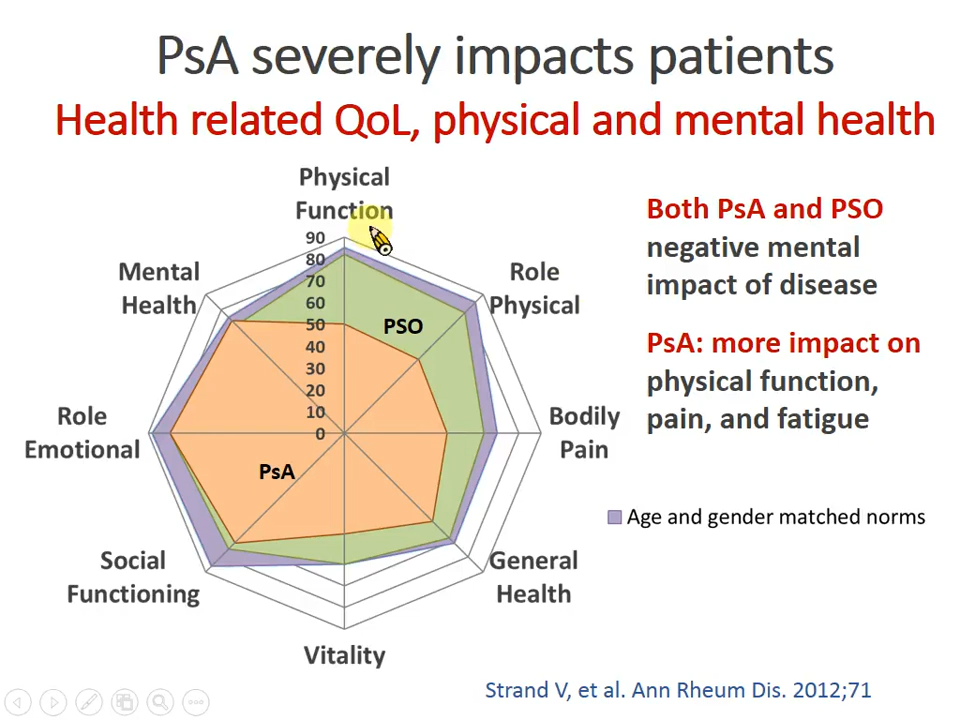 PsA severely impacts patients
Health related QoL, physical and mental health
Physical
Function
90
80
70
60
50
40
30
20
10
0
Mental
Health
Role
Physical
PSO
Role
Emotional
Bodily
Pain
PsA
Social
Functioning
General
Health
Vitality
Both PsA and PSO
negative mental
impact of disease
PsA: more impact on
physical function,
pain, and fatigue
Age and gender matched norms
Strand V, et al. Ann Rheum Dis. 2012;71